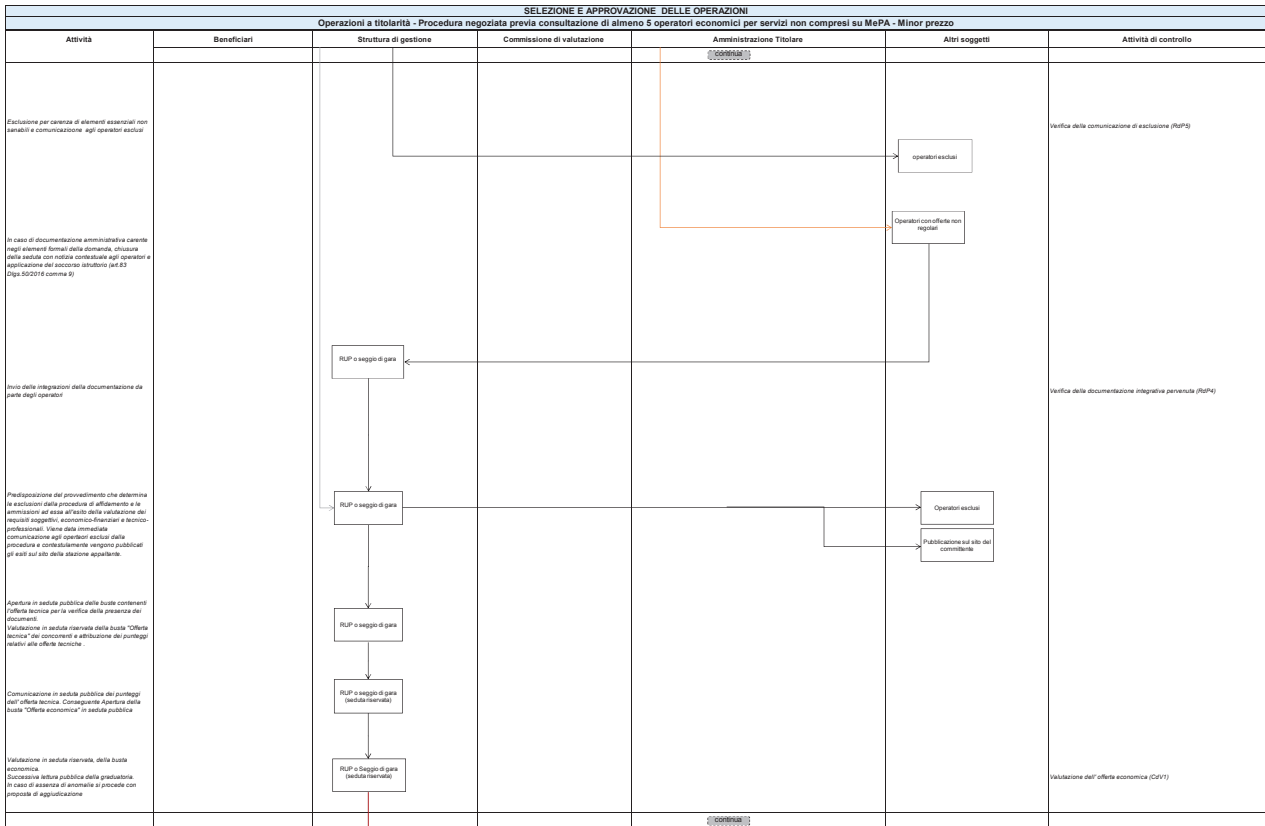 SELEZIONE E APPROVAZIONE DELLE OPERAZIONI
Operazioni a titolarità - Procedura negoziata previa consultazione di almeno 5 operatori economici per servizi non compresi su MePA - Minor prezzo
Attività
Beneficiari
Struttura di gestione
Commissione di valutazione
Amministrazione Titolare
Altri soggetti
Attività di controllo
continua
Esclusione per carenza di elementi essenziali non
sanabili e comunicazioone agli operatori esclusi
Verifica della comunicazione di esclusione (RdP5)
operatori esclusi
Operatori con offerte non
regolari
In caso di documentazione amministrativa carente
negli elementi formali della domanda, chiusura
della seduta con notizia contestuale agli operatori e
applicazione del soccorso istruttorio (art.83
Dlgs.50/2016 comma 9)
RUP o seggio di gara
Invio delle integrazioni della documentazione da
parte degli operatori
Verifica della documentazione integrativa pervenuta (RdP4)
Predisposizione del provvedimento che determina
le esclusioni dalla procedura di affidamento e le
ammissioni ad essa all'esito della valutazione dei
requisiti soggettivi, economico-finanziari e tecnico-
professionali. Viene data immediata
comunicazione agli opertaori esclusi dalla
procedura e contestulamente vengono pubblicati
gli esiti sul sito della stazione appaltante.
RUP o seggio di gara
Operatori esclusi
Pubblicazione sul sito del
committente
Apertura in seduta pubblica delle buste contenenti
l'offerta tecnica per la verifica della presenza dei
documenti.
Valutazione in seduta riservata della busta "Offerta
tecnica" dei concorrenti e attribuzione dei punteggi
relativi alle offerte tecniche .
RUP o seggio di gara
Comunicazione in seduta pubblica dei punteggi
dell' offerta tecnica. Conseguente Apertura della
busta "Offerta economica" in seduta pubblica
RUP o seggio di gara
(seduta riservata)
Valutazione in seduta riservata, della busta
economica.
Successiva lettura pubblica della graduatoria.
In caso di assenza di anomalie si procede con
proposta di aggiudicazione
RUP o Seggio di gara
(seduta riservata)
Valutazione dell' offerta economica (CdV1)
continua